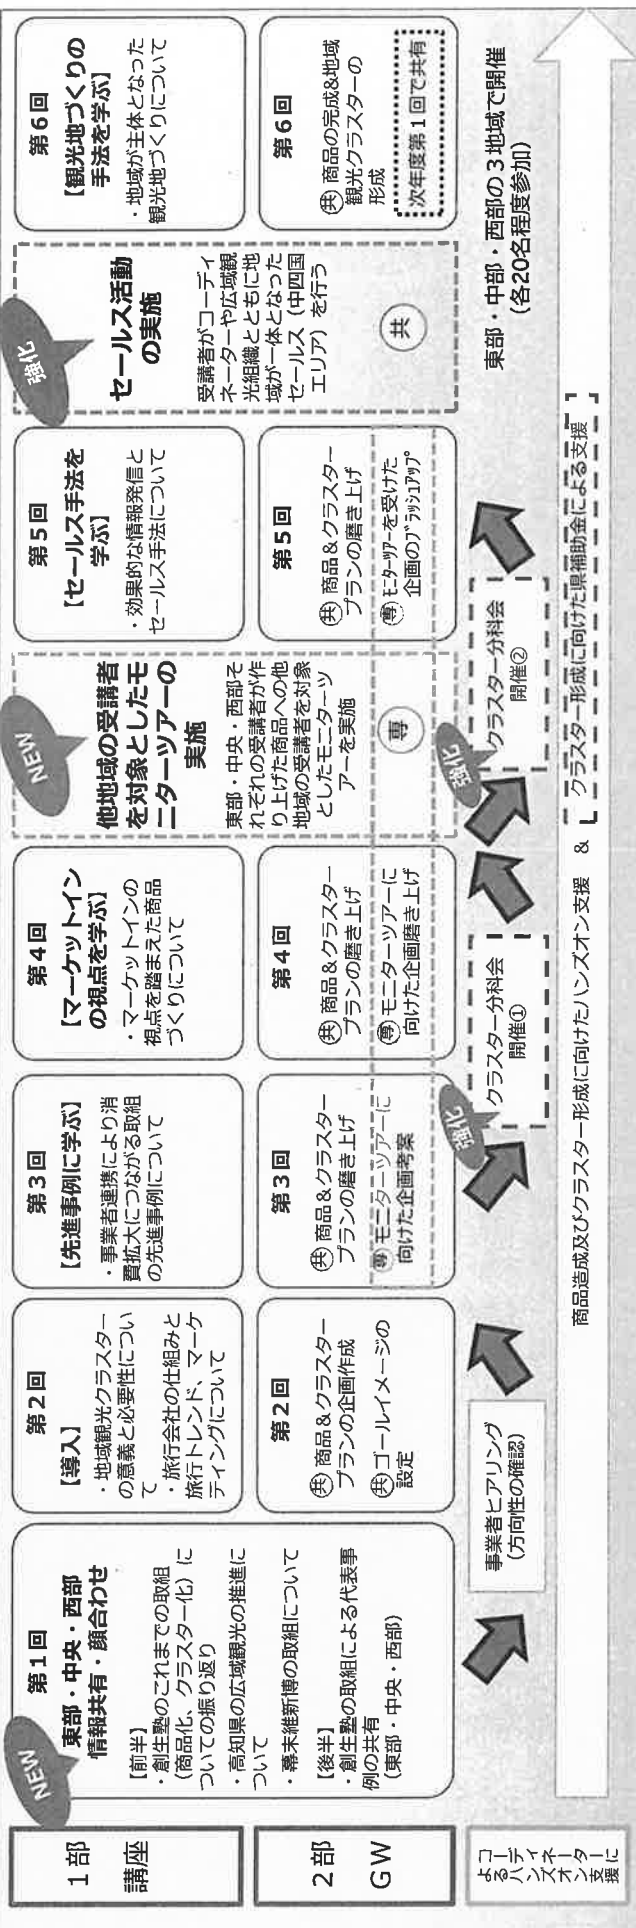 1部
講座
NEW
第1回
東部・中央・西部
情報共有・顔合わせ
【前半】
・創生塾のこれまでの取組
(商品化、クラスター化)に
ついての振り返り
・高知県の広域観光の推進に
ついて
・幕末維新博の取組について
【後半】
・創生塾の取組による代表事
例の共有
(東部・中央・西部)
第2回
【導入】
・地域観光クラスター
の意義と必要性につい
て
・旅行会社の仕組みと
旅行トレンド、マーケ
ティングについて
第3回
【先進事例に学ぶ】
・事業者連携により消
費拡大につながる取組
の先進事例について
第4回
【マーケットイン
の視点を学ぶ】
・マーケットインの
視点を踏まえた商品
づくりについて
NEW
他地域の受講者
を対象としたモ
ニターツアーの
実施
東部・中央・西部そ
れぞれの受講者が作
り上げた商品への他
地域の受講者を対象
としたモニターツ
アーを実施
専
第5回
【セールス手法を
学ぶ】
・効果的な情報発信と
セールス手法について
強化
セールス活動
の実施
受講者がコーディ
ネーターや広域観
光組織とともに地
域が一体となった
セールス(中四国
エリア)を行う
共
第6回
【観光地づくりの
手法を学ぶ】
・地域が主体となった
観光地づくりについて
2部
GW
第2回
共 商品&クラスター
プランの企画作成
共 ゴールイメージの
設定
第3回
共 商品&クラスター
プランの磨き上げ
専 モニターツアーに
向けた企画考案
第4回
共 商品&クラスター
プランの磨き上げ
専 モニターツアーに
向けた企画磨き上げ
第5回
共 商品&クラスター
プランの磨き上げ
専 モニターツアーを受けた
企画のブラッシュアップ
第6回
共 商品の完成&地域
観光クラスターの
形成
次年度第1回で共有
コーディネーターに
よるハンズオン支
援
事業者ヒアリング
(方向性の確認)
強化
クラスター分科会
開催①
強化
クラスター分科会
開催②
東部・中部・西部の3地域で開催
(各20名程度参加)
商品造成及びクラスター形成に向けたハンズオン支援 & クラスター形成に向けた県補助金による支援